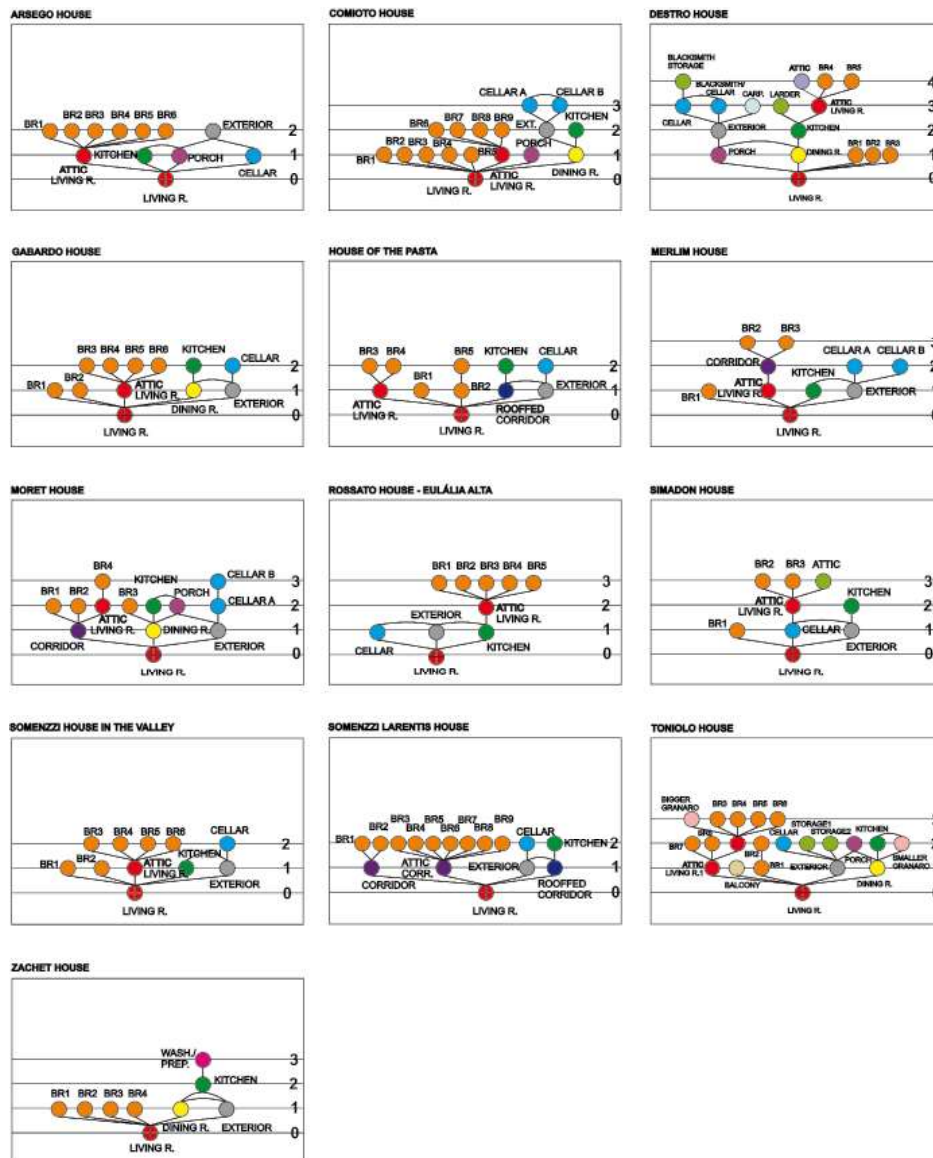 ARSEGO HOUSE
BR1 BR2 BR3 BR4 BR5 BR6 EXTERIOR 2
KITCHEN PORCH 1
ATTIC LIVING R. CELLAR
LIVING R. 0
COMIOTO HOUSE
CELLAR A CELLAR B 3
BR6 BR7 BR8 BR9 EXT. KITCHEN 2
BR1 BR2 BR3 BR4 BR5 PORCH 1
ATTIC LIVING R. DINING R.
LIVING R. 0
DESTRO HOUSE
BLACKSMITH STORAGE ATTIC BR4 BR5 4
BLACKSMITH/ CELLAR CARP. LARDER ATTIC LIVING R. 3
CELLAR EXTERIOR KITCHEN 2
PORCH DINING R. BR1 BR2 BR3 1
LIVING R. 0
GABARDO HOUSE
BR3 BR4 BR5 BR6 KITCHEN CELLAR 2
BR1 BR2 ATTIC LIVING R. DINING R. EXTERIOR 1
LIVING R. 0
HOUSE OF THE PASTA
BR3 BR4 BR5 KITCHEN CELLAR 2
ATTIC LIVING R. BR1 BR2 ROOFFED CORRIDOR EXTERIOR 1
LIVING R. 0
MERLIM HOUSE
BR2 BR3
CORRIDOR CELLAR A CELLAR B
BR1 ATTIC LIVING R. KITCHEN EXTERIOR
LIVING R.
MORET HOUSE
BR4 KITCHEN CELLAR B 3
BR1 BR2 BR3 PORCH CELLAR A 2
ATTIC LIVING R. DINING R. 1
CORRIDOR EXTERIOR
LIVING R. 0
ROSSATO HOUSE - EULÁLIA ALTA
BR1 BR2 BR3 BR4 BR5 3
ATTIC LIVING R. 2
EXTERIOR 1
CELLAR KITCHEN
LIVING R. 0
SIMADON HOUSE
BR2 BR3 ATTIC 3
ATTIC LIVING R. KITCHEN 2
BR1 CELLAR EXTERIOR 1
LIVING R. 0
SOMENZZI HOUSE IN THE VALLEY
BR3 BR4 BR5 BR6 CELLAR 2
BR1 BR2 ATTIC LIVING R. KITCHEN EXTERIOR 1
LIVING R. 0
SOMENZZI LARENTIS HOUSE
BR1 BR2 BR3 BR4 BR5 BR6 BR7 BR8 BR9 CELLAR KITCHEN 2
ATTIC CORR. EXTERIOR 1
CORRIDOR ROOFFED CORRIDOR
LIVING R. 0
TONIOLO HOUSE
BIGGER GRANARO BR3 BR4 BR5 BR6
BR7 CELLAR STORAGE1 STORAGE2 KITCHEN
BR2 BR1 PORCH SMALLER GRANARO
ATTIC LIVING R.1 BALCONY EXTERIOR DINING R.
LIVING R.
ZACHET HOUSE
WASH./ PREP. 3
KITCHEN 2
BR1 BR2 BR3 BR4 1
DINING R. EXTERIOR
LIVING R. 0